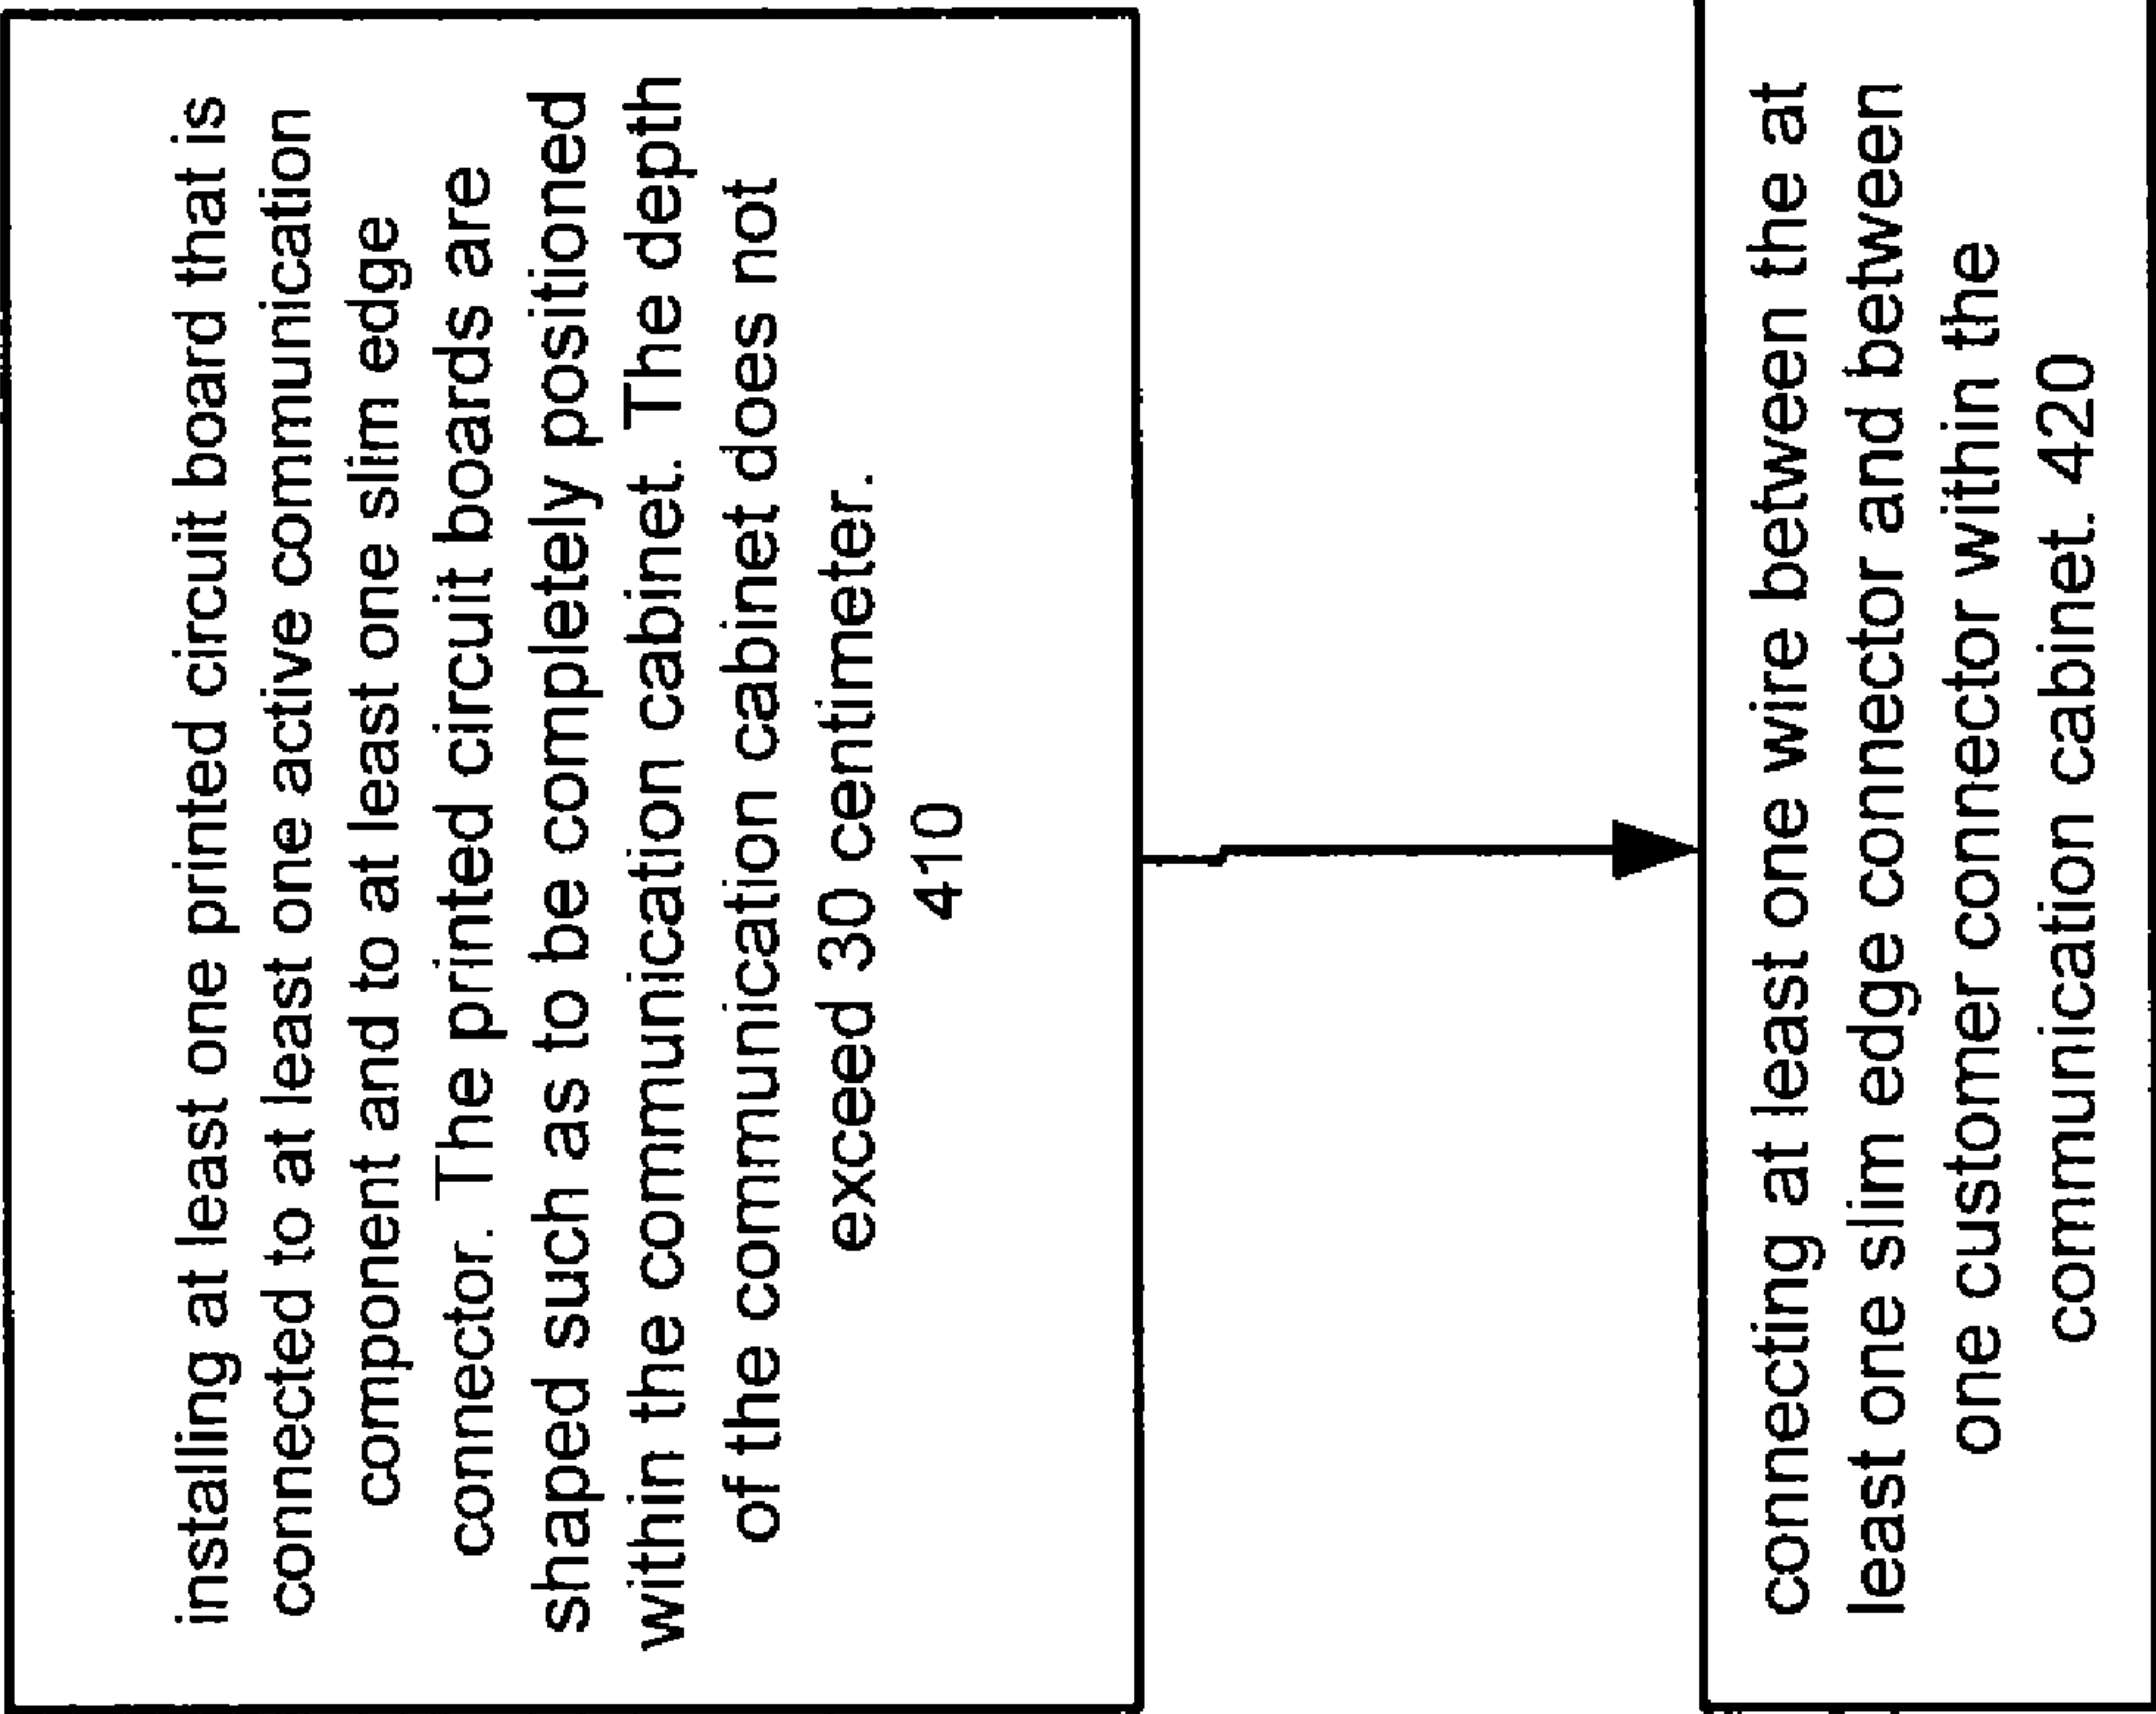 installing at least one printed circuit board that is
connected to at least one active communication
component and to at least one slim edge
connector. The printed circuit boards are
shaped such as to be completely positioned
within the communication cabinet. The depth
of the communication cabinet does not
exceed 30 centimeter.
410
connecting at least one wire between the at
least one slim edge connector and between
one customer connector within the
communication cabinet. 420